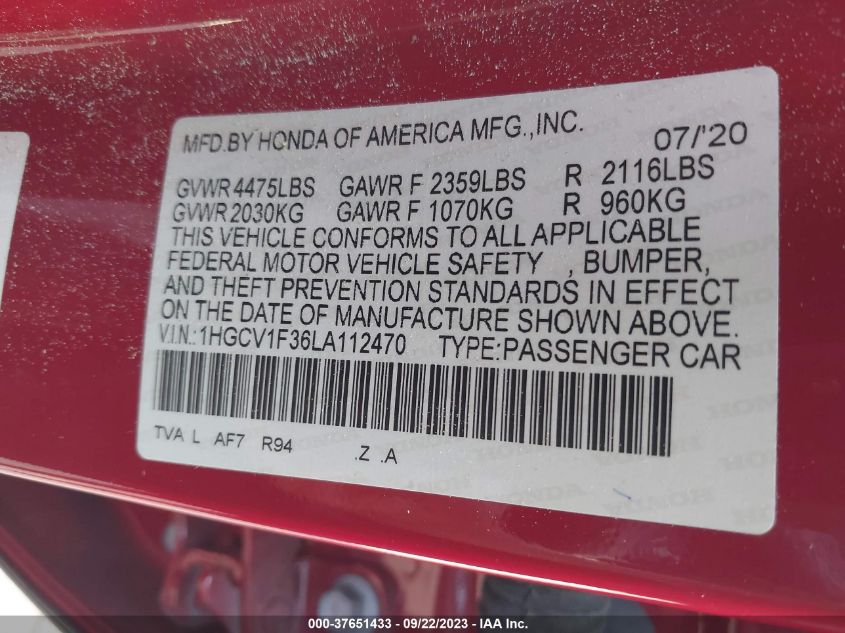 MFD.BY HONDA OF AMERICA MFG.,INC. 07/'20
GVWR 4475LBS GAWR F 2359LBS R 2116LBS
GVWR 2030KG GAWR F 1070KG R 960KG
THIS VEHICLE CONFORMS TO ALL APPLICABLE
FEDERAL MOTOR VEHICLE SAFETY , BUMPER,
AND THEFT PREVENTION STANDARDS IN EFFECT
ON THE DATE OF MANUFACTURE SHOWN ABOVE.
V.I.N.:1HGCV1F36LA112470 TYPE:PASSENGER CAR
TVA L AF7 R94 .Z .A
000-37651433 - 09/22/2023 - IAA Inc.